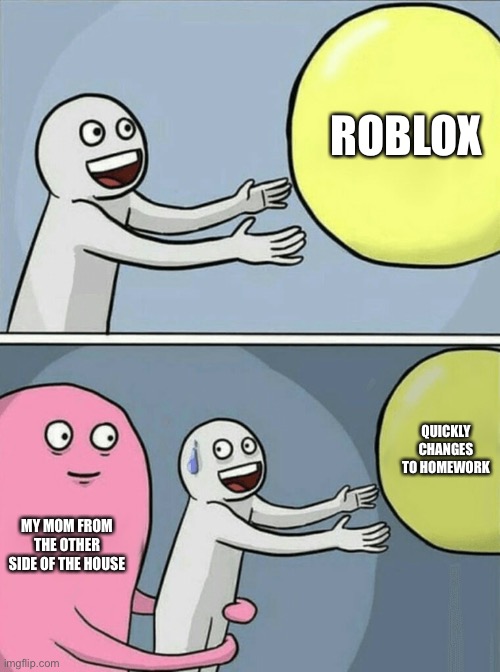 ROBLOX
QUICKLY
CHANGES
TO HOMEWORK
MY MOM FROM
THE OTHER
SIDE OF THE HOUSE
imgflip.com